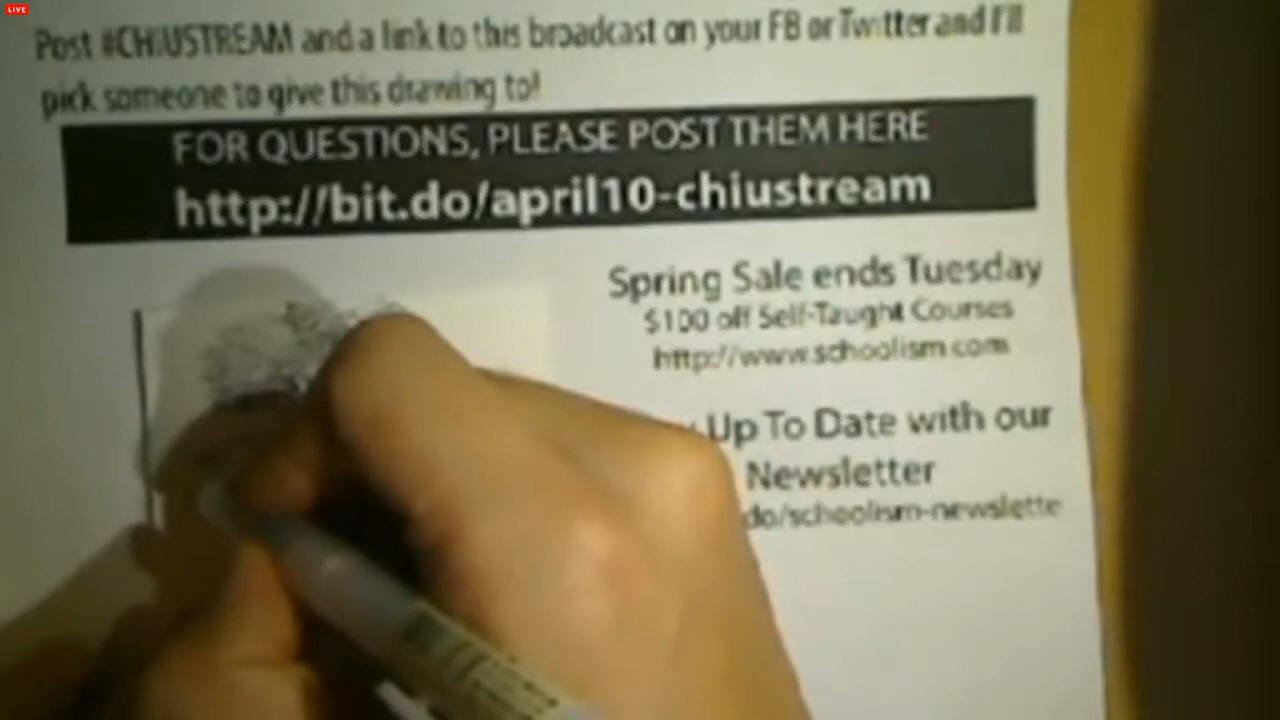 LIVE
Post #CHIUSTREAM and a link to this broadcast on your FB or Twitter and I'll
pick someone to give this drawing to!
FOR QUESTIONS, PLEASE POST THEM HERE
http://bit.do/april10-chiustream
Spring Sale ends Tuesday
$100 off Self-Taught Courses
http://www.schoolism.com
Up To Date with our
Newsletter
do/schoolism-newslette